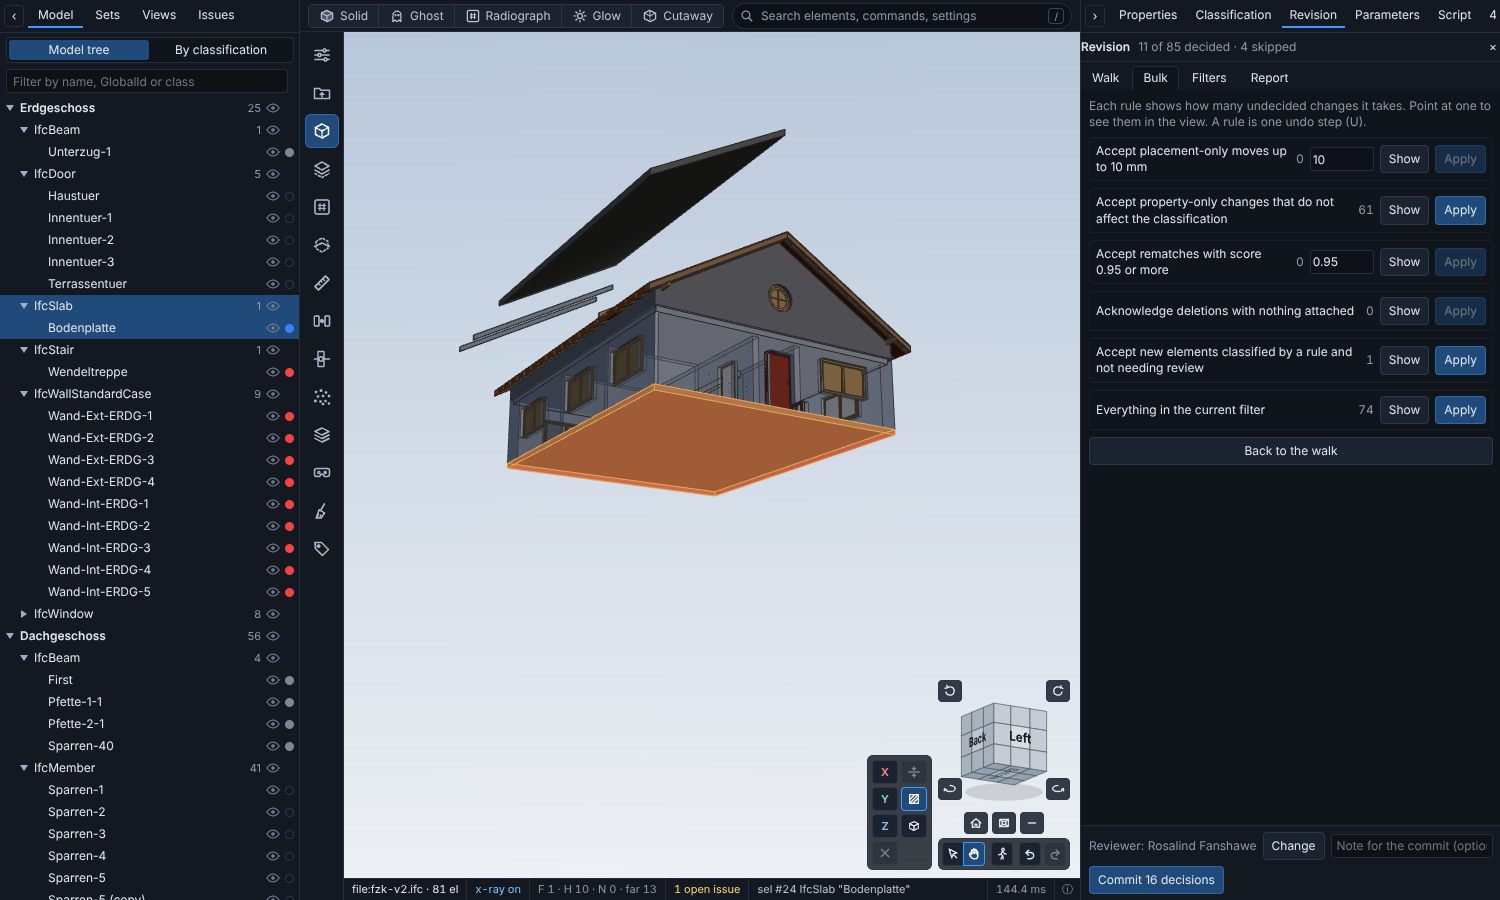 ‹ Model Sets Views Issues
Solid Ghost Radiograph Glow Cutaway
Search elements, commands, settings /
› Properties Classification Revision Parameters Script 4
Model tree By classification
Filter by name, GlobalId or class
Erdgeschoss 25
IfcBeam 1
Unterzug-1
IfcDoor 5
Haustuer
Innentuer-1
Innentuer-2
Innentuer-3
Terrassentuer
IfcSlab 1
Bodenplatte
IfcStair 1
Wendeltreppe
IfcWallStandardCase 9
Wand-Ext-ERDG-1
Wand-Ext-ERDG-2
Wand-Ext-ERDG-3
Wand-Ext-ERDG-4
Wand-Int-ERDG-1
Wand-Int-ERDG-2
Wand-Int-ERDG-3
Wand-Int-ERDG-4
Wand-Int-ERDG-5
IfcWindow 8
Dachgeschoss 56
IfcBeam 4
First
Pfette-1-1
Pfette-2-1
Sparren-40
IfcMember 41
Sparren-1
Sparren-2
Sparren-3
Sparren-4
Sparren-5
Sparren-5 (copy)
Back Left
X
Y
Z
file:fzk-v2.ifc · 81 el x-ray on F 1 · H 10 · N 0 · far 13 1 open issue sel #24 IfcSlab "Bodenplatte" 144.4 ms
Revision 11 of 85 decided · 4 skipped ×
Walk Bulk Filters Report
Each rule shows how many undecided changes it takes. Point at one to
see them in the view. A rule is one undo step (U).
Accept placement-only moves up
to 10 mm 0 10 Show Apply
Accept property-only changes that do not
affect the classification 61 Show Apply
Accept rematches with score
0.95 or more 0 0.95 Show Apply
Acknowledge deletions with nothing attached 0 Show Apply
Accept new elements classified by a rule and
not needing review 1 Show Apply
Everything in the current filter 74 Show Apply
Back to the walk
Reviewer: Rosalind Fanshawe Change Note for the commit (optio
Commit 16 decisions